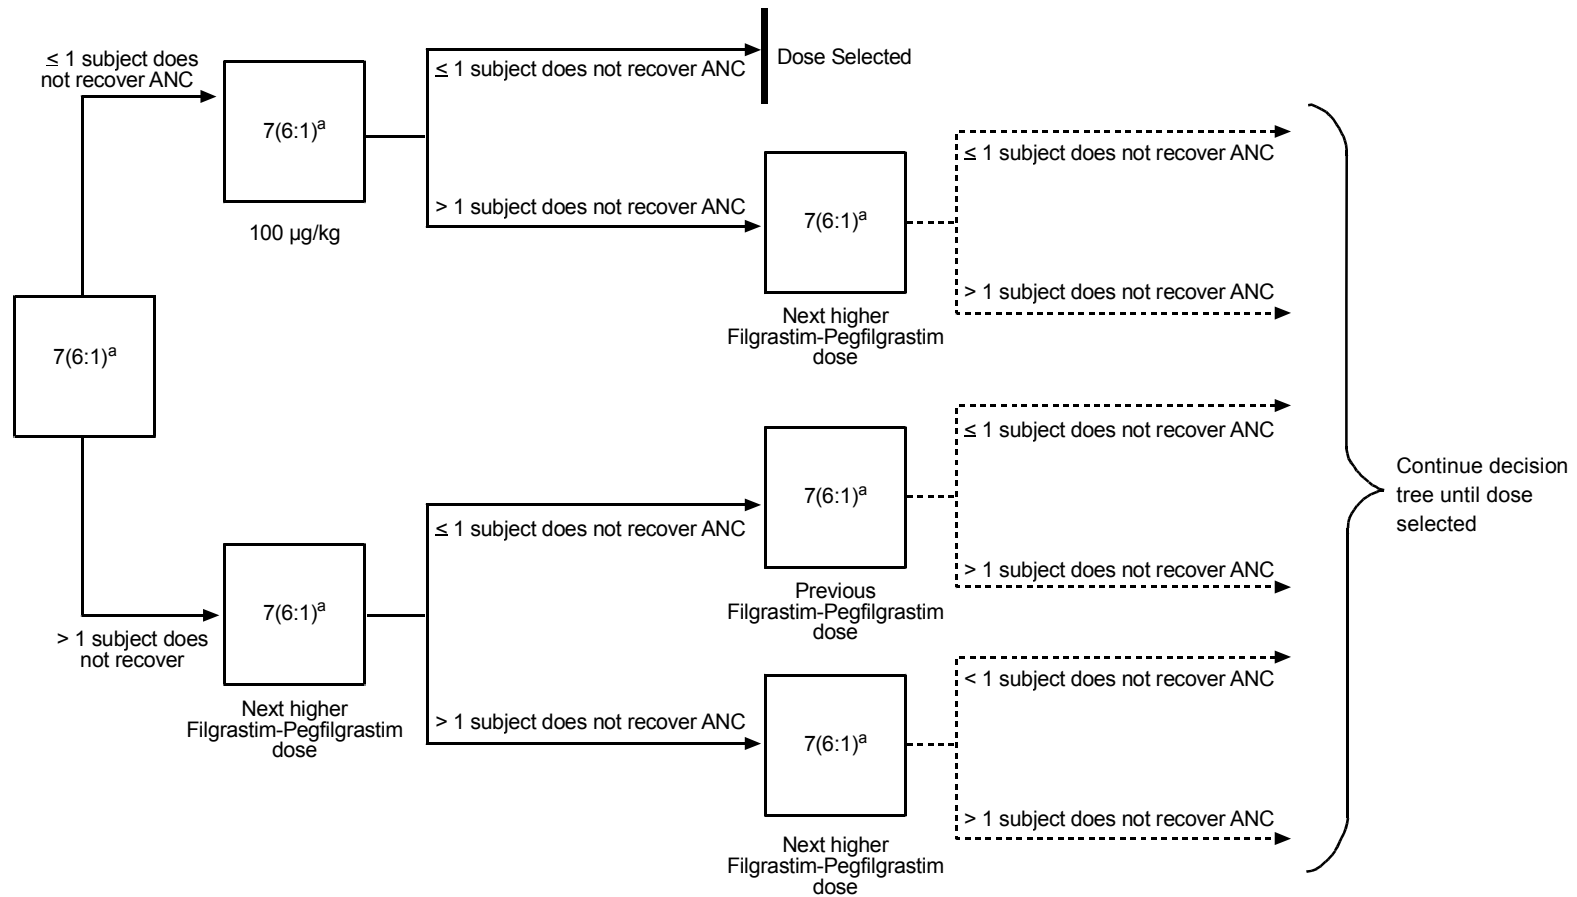 ≤ 1 subject does
not recover ANC
7(6:1)a
100 µg/kg
≤ 1 subject does not recover ANC
Dose Selected
> 1 subject does not recover ANC
7(6:1)a
Next higher
Filgrastim-Pegfilgrastim
dose
≤ 1 subject does not recover ANC
> 1 subject does not recover ANC
7(6:1)a
> 1 subject does
not recover
7(6:1)a
Next higher
Filgrastim-Pegfilgrastim
dose
≤ 1 subject does not recover ANC
7(6:1)a
Previous
Filgrastim-Pegfilgrastim
dose
≤ 1 subject does not recover ANC
> 1 subject does not recover ANC
> 1 subject does not recover ANC
7(6:1)a
Next higher
Filgrastim-Pegfilgrastim
dose
< 1 subject does not recover ANC
> 1 subject does not recover ANC
Continue decision
tree until dose
selected